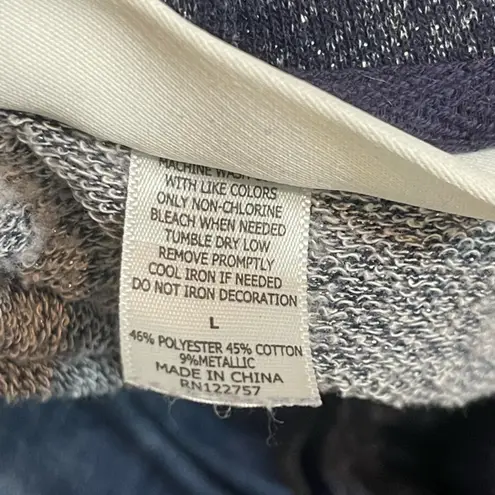 MACHINE WASH
WITH LIKE COLORS
ONLY NON-CHLORINE
BLEACH WHEN NEEDED
TUMBLE DRY LOW
REMOVE PROMPTLY
COOL IRON IF NEEDED
DO NOT IRON DECORATION
L
46% POLYESTER 45% COTTON
9%METALLIC
MADE IN CHINA
RN122757